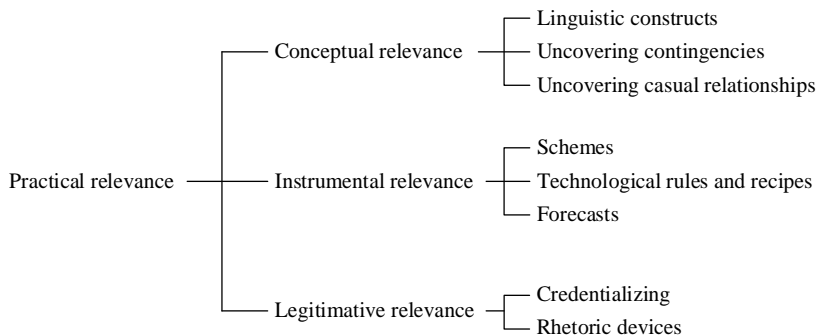 Linguistic constructs
Conceptual relevance
Uncovering contingencies
Uncovering casual relationships
Schemes
Practical relevance
Instrumental relevance
Technological rules and recipes
Forecasts
Credentializing
Legitimative relevance
Rhetoric devices